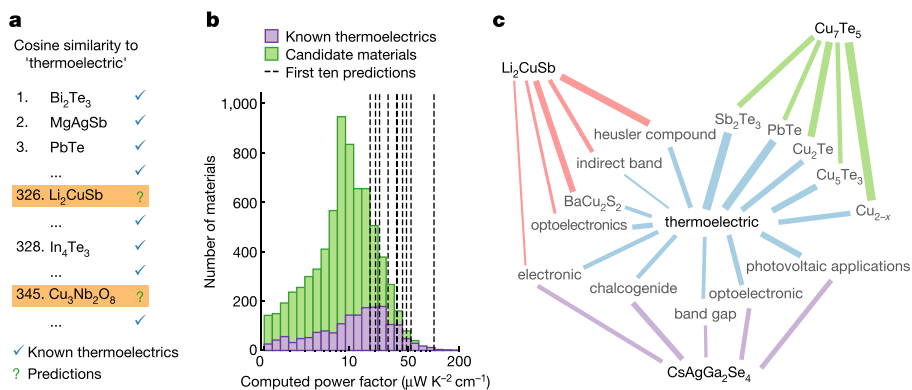 a
Cosine similarity to
'thermoelectric'
1. Bi₂Te₃ ✓
2. MgAgSb ✓
3. PbTe ✓
... ✓
326. Li₂CuSb ?
... ✓
328. In₄Te₃ ✓
... ✓
345. Cu₃Nb₂O₈ ?
... ✓
✓ Known thermoelectrics
? Predictions
b
Known thermoelectrics
Candidate materials
First ten predictions
Number of materials
1,000
800
600
400
200
0
0 10 50 200
Computed power factor (μW K⁻² cm⁻¹)
c
Cu₇Te₅
Li₂CuSb
Sb₂Te₃
PbTe
heusler compound
Cu₂Te
indirect band
Cu₅Te₃
BaCu₂S₂
Cu₂₋ₓ
optoelectronics
thermoelectric
electronic
photovoltaic applications
chalcogenide
optoelectronic
band gap
CsAgGa₂Se₄